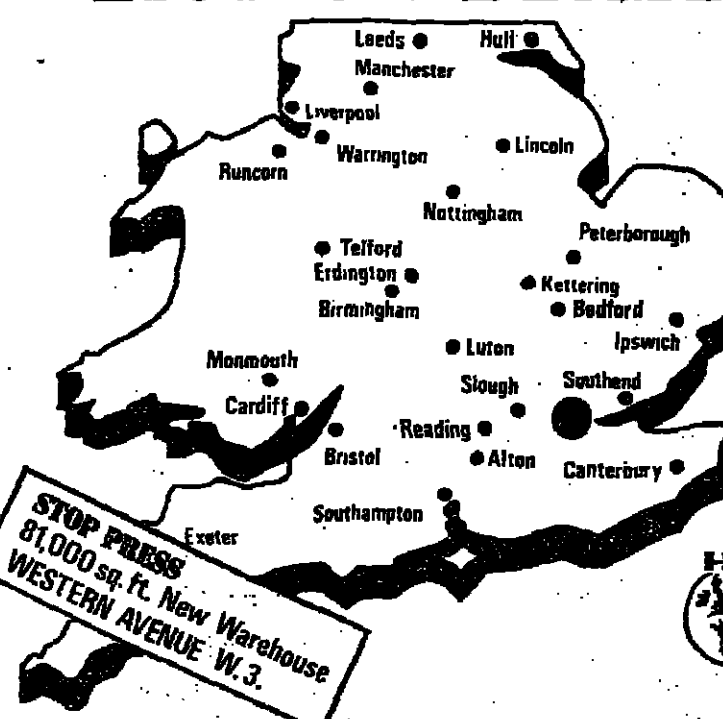 Leeds
Hull
Manchester
Liverpool
Warrington
Lincoln
Runcorn
Nottingham
Peterborough
Telford
Erdington
Kettering
Birmingham
Bedford
Ipswich
Luton
Monmouth
Slough
Southend
Cardiff
Reading
Bristol
Alton
Canterbury
Southampton
Exeter
STOP PRESS
81,000 sq. ft. New Warehouse
WESTERN AVENUE W.3.